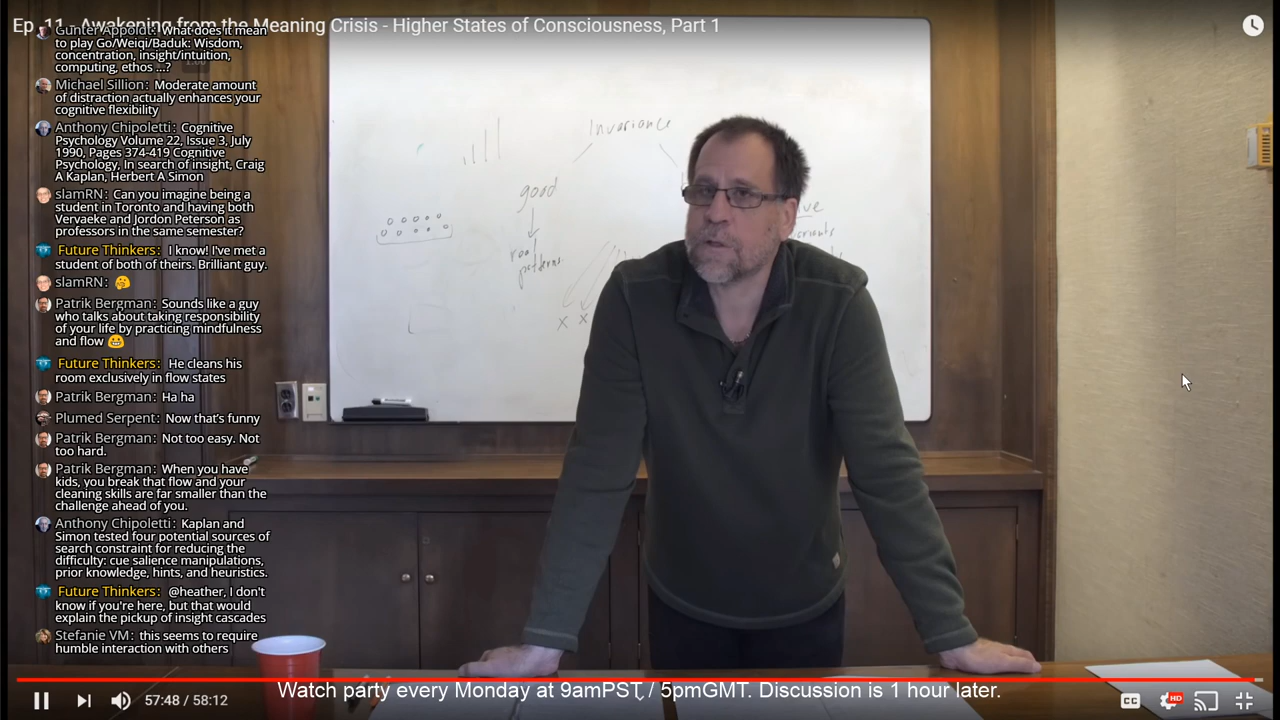 Ep. 11 - Awakening from the Meaning Crisis - Higher States of Consciousness, Part 1
Gunter Appoldt: What does it mean
to play Go/Weiqi/Baduk: Wisdom,
concentration, insight/intuition,
computing, ethos ...?
Michael Sillion: Moderate amount
of distraction actually enhances your
cognitive flexibility
Anthony Chipoletti: Cognitive
Psychology Volume 22, Issue 3, July
1990, Pages 374-419 Cognitive
Psychology, In search of insight, Craig
A Kaplan, Herbert A Simon
slamRN: Can you imagine being a
student in Toronto and having both
Vervaeke and Jordon Peterson as
professors in the same semester?
Future Thinkers: I know! I've met a
student of both of theirs. Brilliant guy.
slamRN: 🤔
Patrik Bergman: Sounds like a guy
who talks about taking responsibility
of your life by practicing mindfulness
and flow 😀
Future Thinkers: He cleans his
room exclusively in flow states
Patrik Bergman: Ha ha
Plumed Serpent: Now that's funny
Patrik Bergman: Not too easy. Not
too hard.
Patrik Bergman: When you have
kids, you break that flow and your
cleaning skills are far smaller than the
challenge ahead of you.
Anthony Chipoletti: Kaplan and
Simon tested four potential sources of
search constraint for reducing the
difficulty: cue salience manipulations,
prior knowledge, hints, and heuristics.
Future Thinkers: @heather, I don't
know if you're here, but that would
explain the pickup of insight cascades
Stefanie VM: this seems to require
humble interaction with others
Invariance
good
real
patterns
x x
Watch party every Monday at 9amPST / 5pmGMT. Discussion is 1 hour later.
57:48 / 58:12
CC
HD